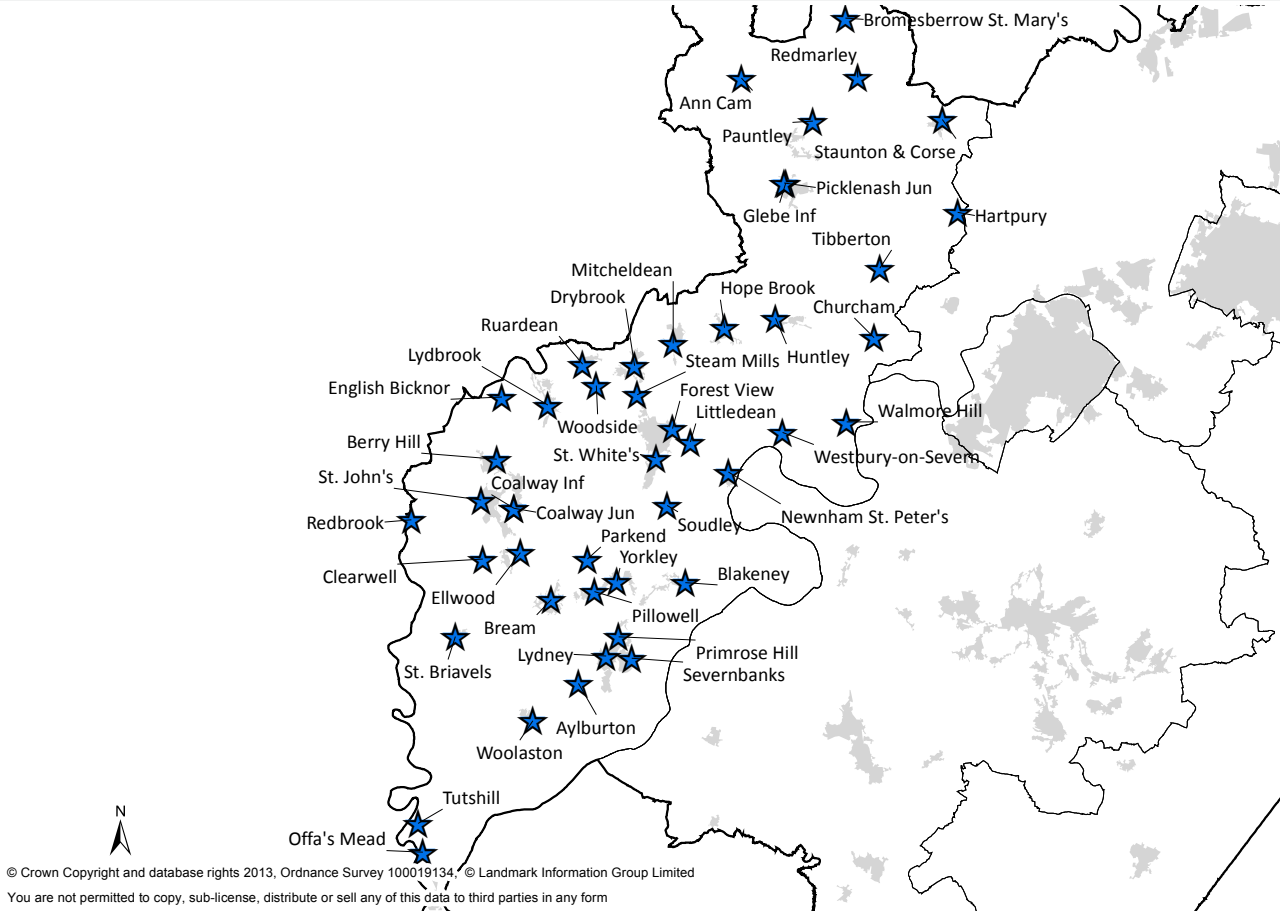 Bromesberrow St. Mary's
Redmarley
Ann Cam
Pauntley
Staunton & Corse
Picklenash Jun
Glebe Inf
Hartpury
Tibberton
Mitcheldean
Hope Brook
Drybrook
Churcham
Ruardean
Lydbrook
Huntley
Steam Mills
English Bicknor
Forest View
Littledean
Walmore Hill
Woodside
Berry Hill
St. White's
Westbury-on-Severn
St. John's
Coalway Inf
Coalway Jun
Newnham St. Peter's
Redbrook
Soudley
Parkend
Yorkley
Clearwell
Blakeney
Ellwood
Pillowell
Bream
Lydney
Primrose Hill
St. Briavels
Severnbanks
Aylburton
Woolaston
Tutshill
N
Offa's Mead
© Crown Copyright and database rights 2013, Ordnance Survey 100019134, © Landmark Information Group Limited
You are not permitted to copy, sub-license, distribute or sell any of this data to third parties in any form